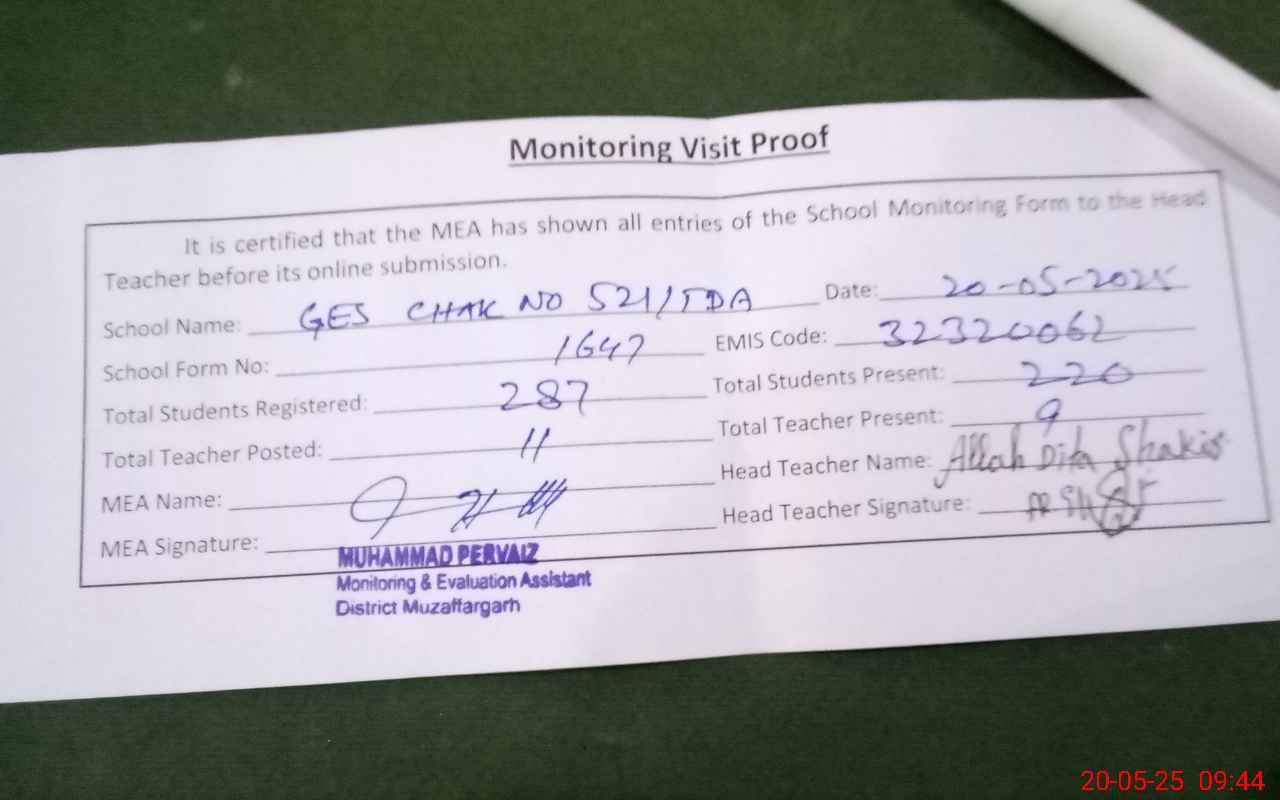 Monitoring Visit Proof
It is certified that the MEA has shown all entries of the School Monitoring Form to the Head
Teacher before its online submission.
School Name: GES CHAK NO 521/TDA Date: 20-05-2025
School Form No: 1647 EMIS Code: 32320062
Total Students Registered: 287 Total Students Present: 220
Total Teacher Posted: 11 Total Teacher Present: 9
MEA Name: Head Teacher Name: Allah Dita Shakir
MEA Signature: Head Teacher Signature:
MUHAMMAD PERVAIZ
Monitoring & Evaluation Assistant
District Muzaffargarh
20-05-25 09:44